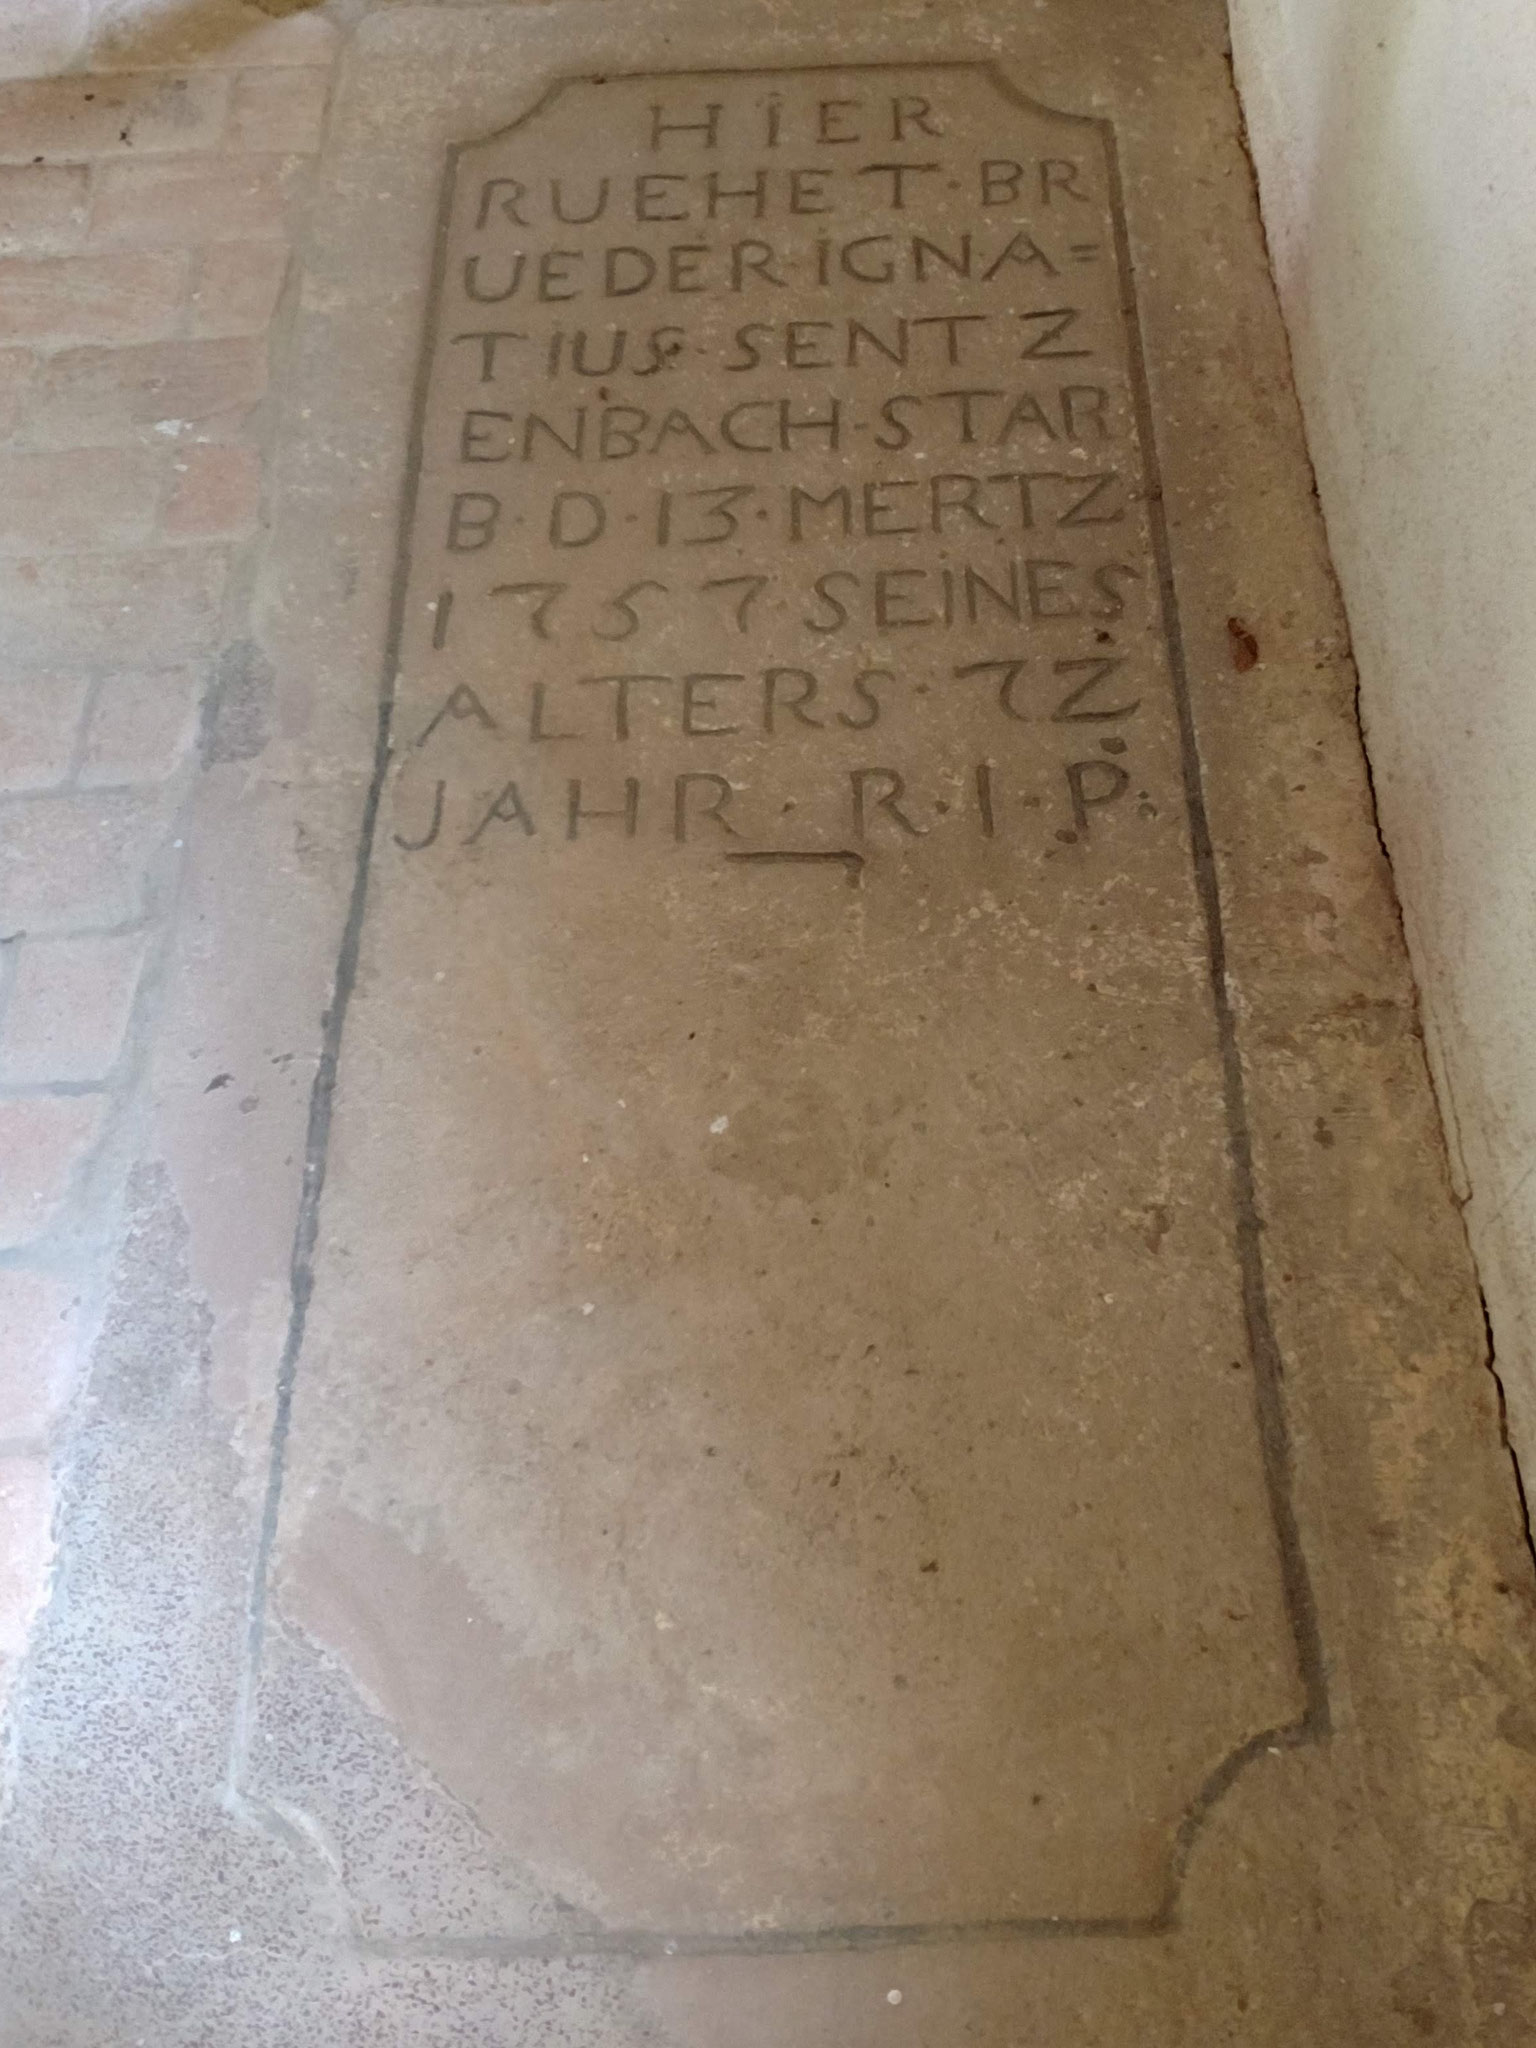 HIER
RUEHET·BR
UEDER·IGNA=
TIUS·SENTZ
ENBACH·STAR
B·D·13·MERTZ
1757 SEINES
ALTERS·72
JAHR·R·I·P·